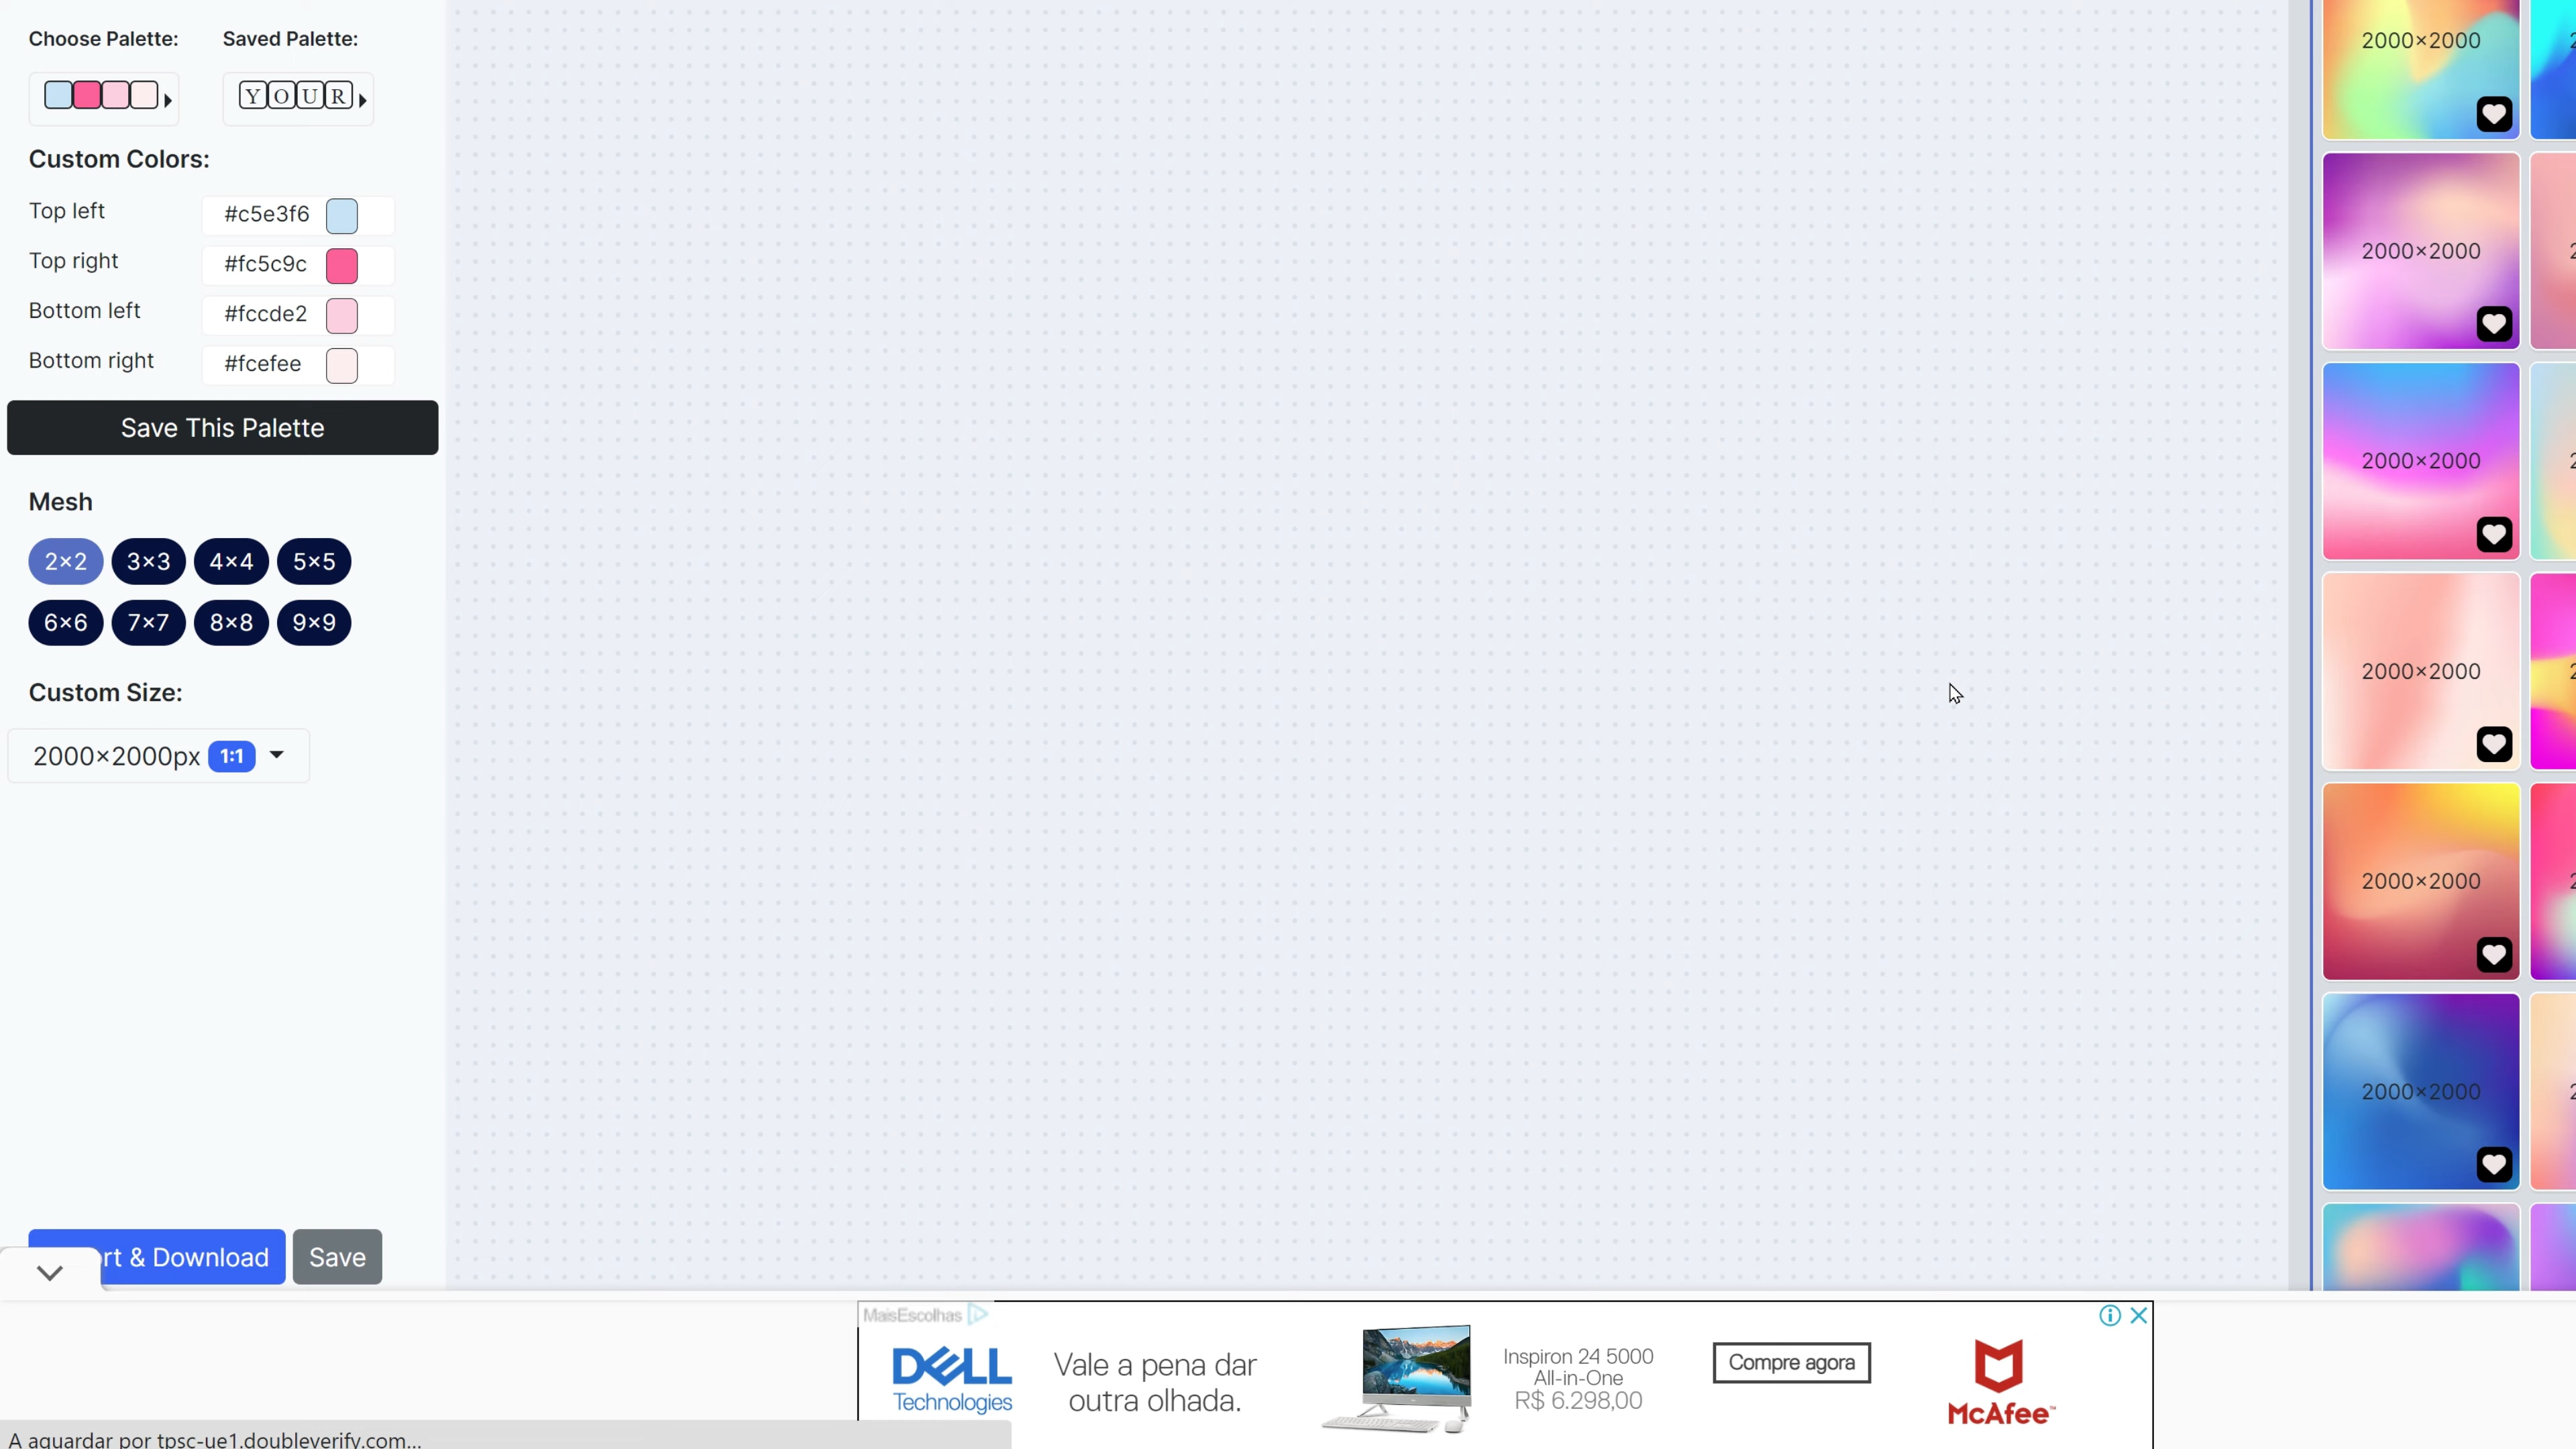 Choose Palette: Saved Palette:
Y O U R
Custom Colors:
Top left #c5e3f6
Top right #fc5c9c
Bottom left #fccde2
Bottom right #fcefee
Save This Palette
Mesh
2×2 3×3 4×4 5×5
6×6 7×7 8×8 9×9
Custom Size:
2000×2000px 1:1
rt & Download Save
2000×2000
2000×2000
2000×2000
2000×2000
2000×2000
2000×2000
MaisEscolhas
DELL
Technologies
Vale a pena dar
outra olhada.
Inspiron 24 5000
All-in-One
R$ 6.298,00
Compre agora
McAfee™
A aguardar por tpsc-ue1.doubleverify.com...